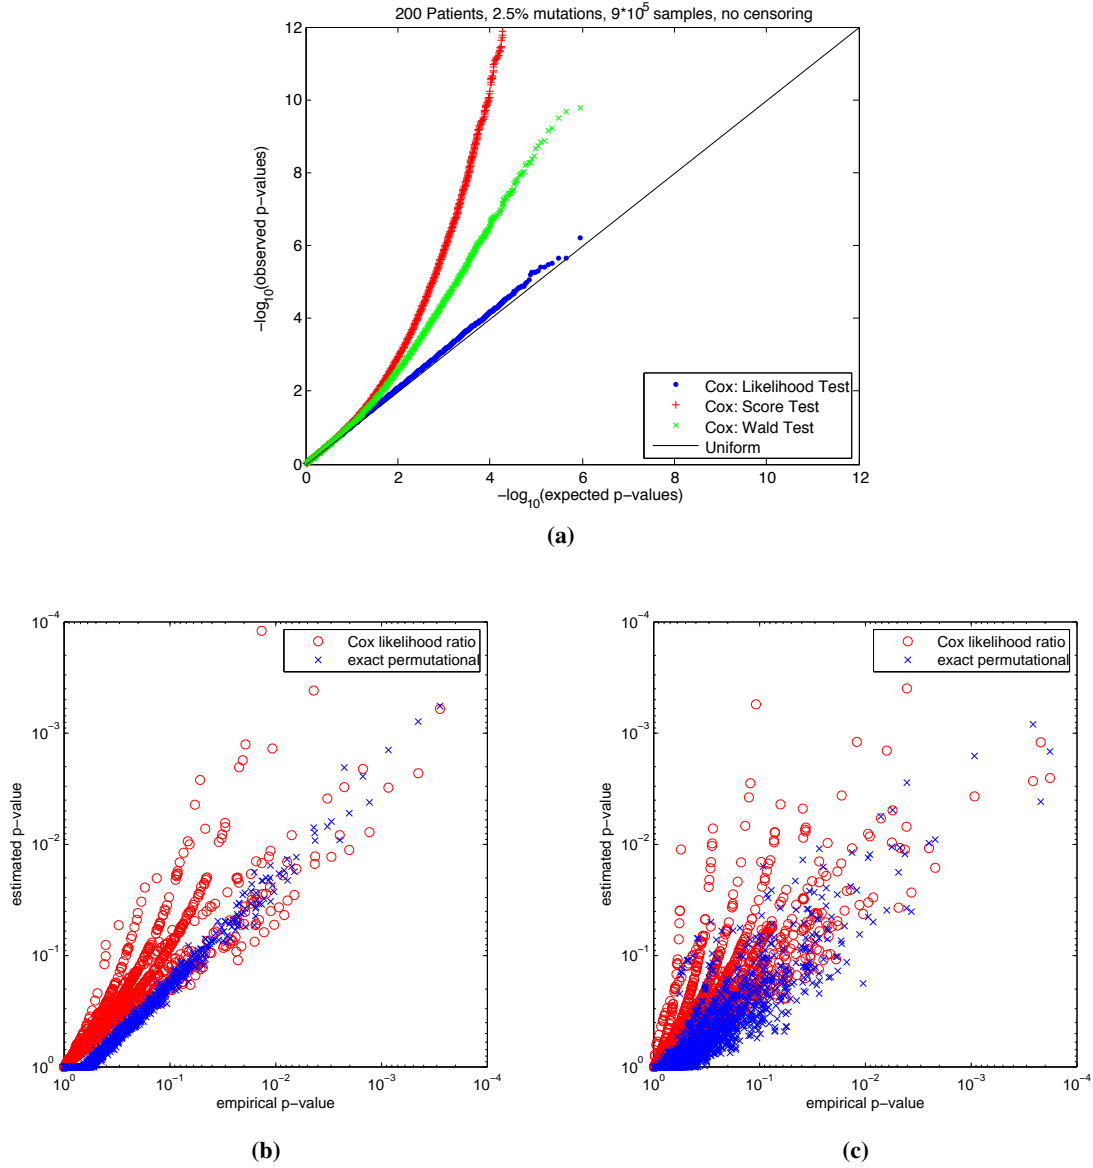 200 Patients, 2.5% mutations, 9*10^5 samples, no censoring
12
10
8
6
4
2
0
−log10(observed p−values)
Cox: Likelihood Test
Cox: Score Test
Cox: Wald Test
Uniform
0 2 4 6 8 10 12
−log10(expected p−values)
(a)
10^−4
10^−3
10^−2
10^−1
10^0
estimated p−value
Cox likelihood ratio
exact permutational
10^0 10^−1 10^−2 10^−3 10^−4
empirical p−value
(b)
10^−4
10^−3
10^−2
10^−1
10^0
estimated p−value
Cox likelihood ratio
exact permutational
10^0 10^−1 10^−2 10^−3 10^−4
empirical p−value
(c)